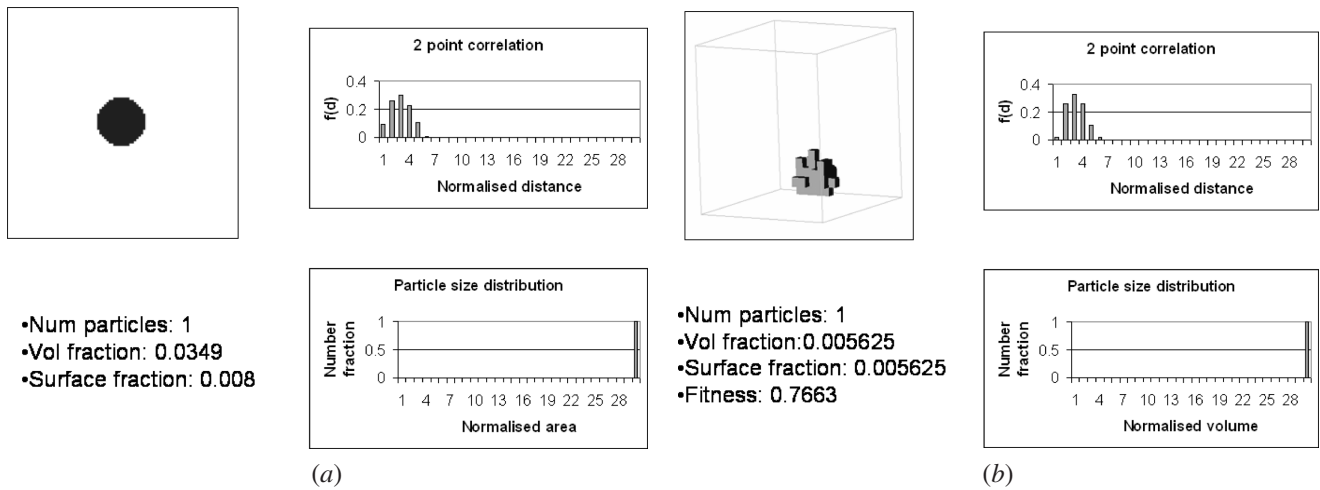 2 point correlation
f(d)
0.4
0.2
0
1 4 7 10 13 16 19 22 25 28
Normalised distance
•Num particles: 1
•Vol fraction: 0.0349
•Surface fraction: 0.008
Particle size distribution
Number
fraction
1
0.5
0
1 4 7 10 13 16 19 22 25 28
Normalised area
(a)
2 point correlation
f(d)
0.4
0.2
0
1 4 7 10 13 16 19 22 25 28
Normalised distance
•Num particles: 1
•Vol fraction:0.005625
•Surface fraction: 0.005625
•Fitness: 0.7663
Particle size distribution
Number
fraction
1
0.5
0
1 4 7 10 13 16 19 22 25 28
Normalised volume
(b)